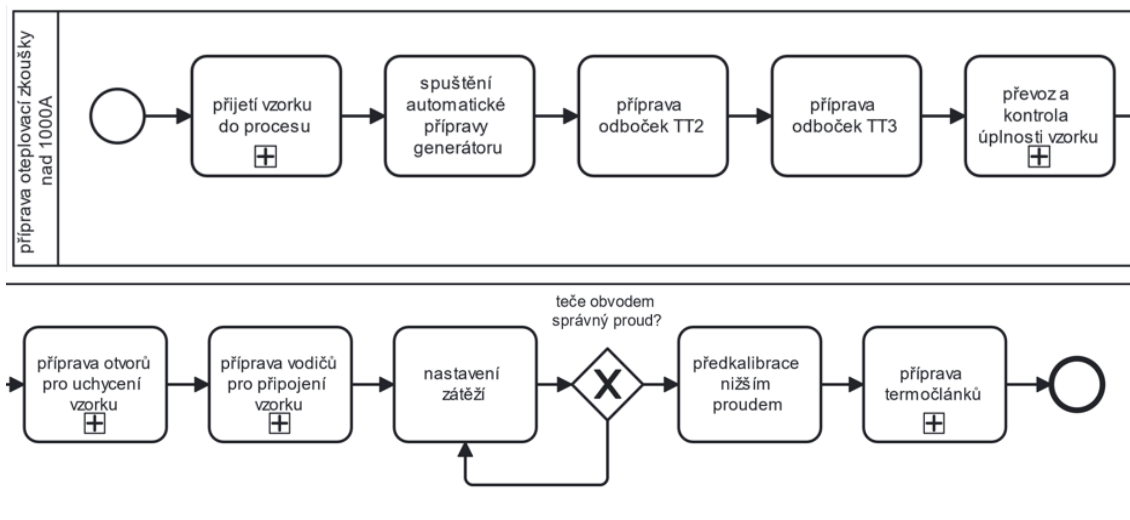 příprava oteplovací zkoušky
nad 1000A
přijetí vzorku
do procesu
spuštění
automatické
přípravy
generátoru
příprava
odboček TT2
příprava
odboček TT3
převoz a
kontrola
úplnosti vzorku
teče obvodem
správný proud?
příprava otvorů
pro uchycení
vzorku
příprava vodičů
pro připojení
vzorku
nastavení
zátěží
X
předkalibrace
nižším
proudem
příprava
termočlánků